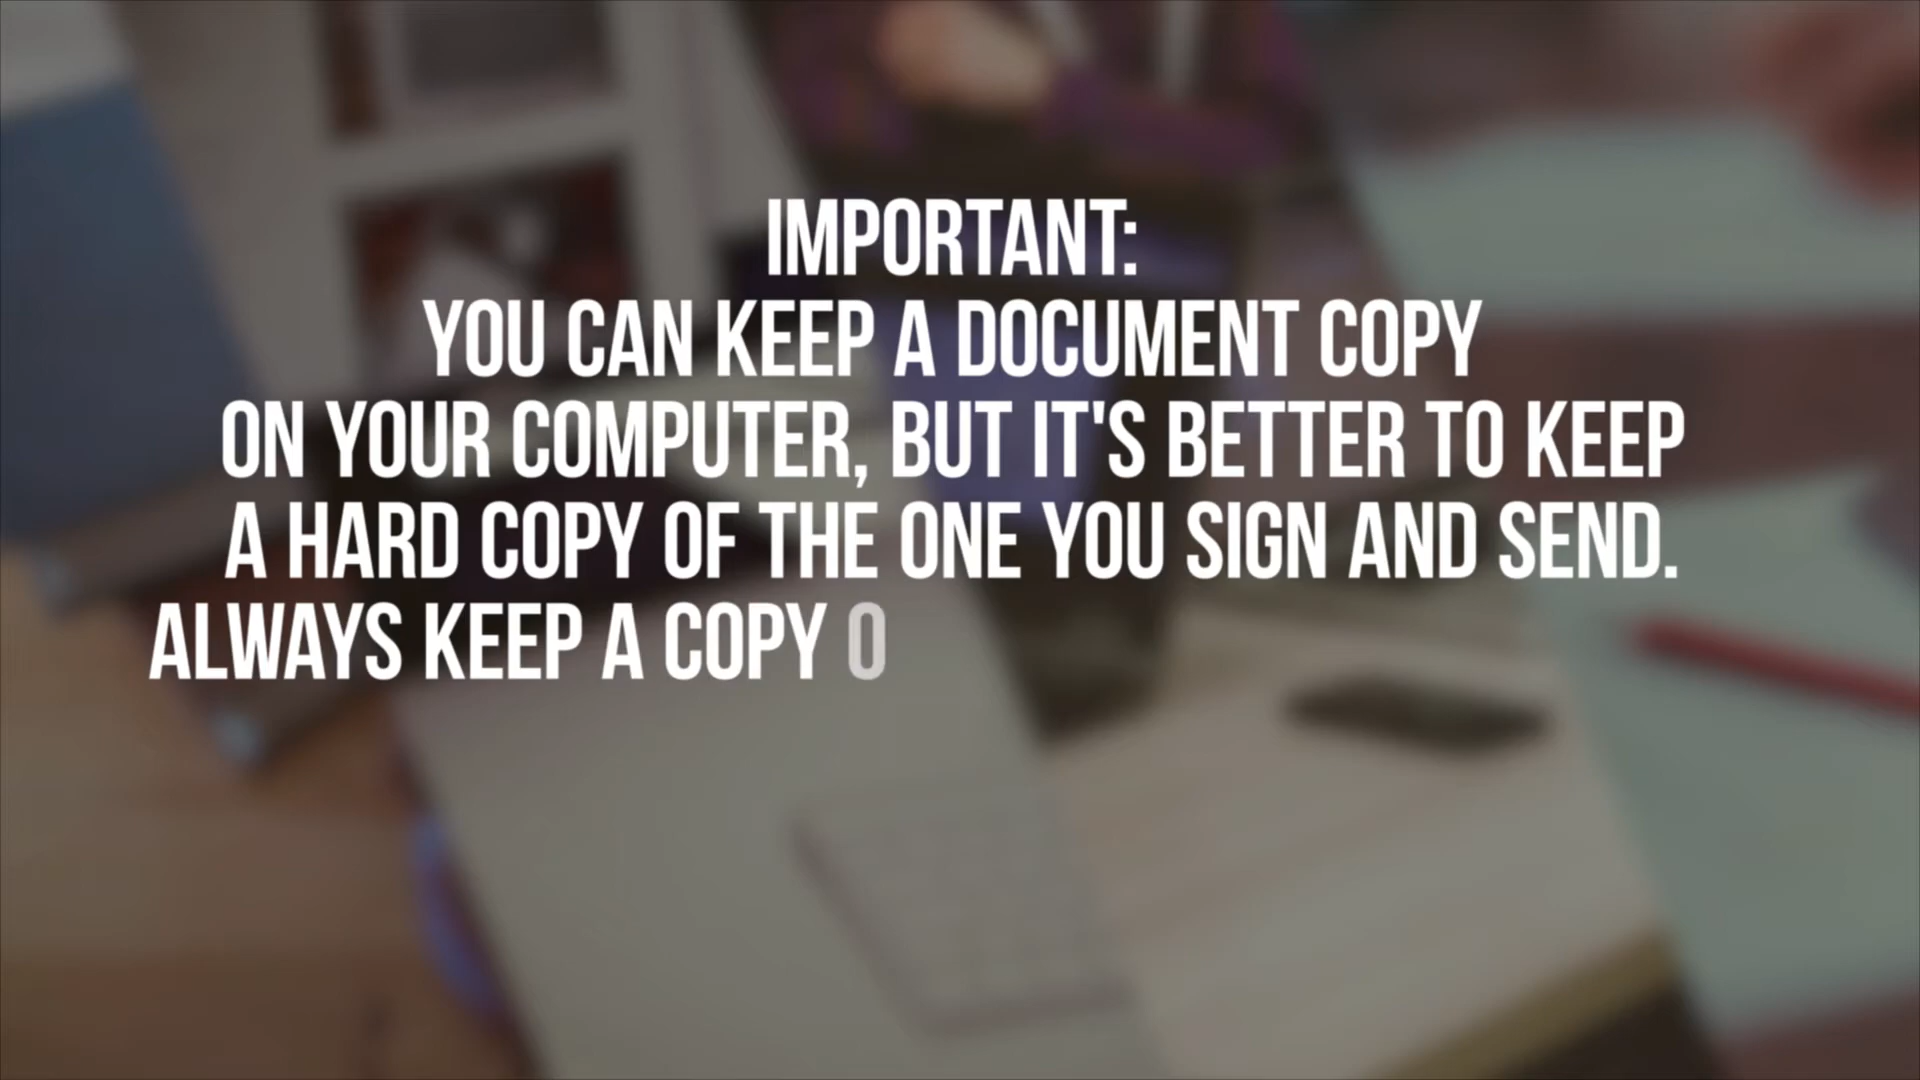 IMPORTANT:
YOU CAN KEEP A DOCUMENT COPY
ON YOUR COMPUTER, BUT IT'S BETTER TO KEEP
A HARD COPY OF THE ONE YOU SIGN AND SEND.
ALWAYS KEEP A COPY O